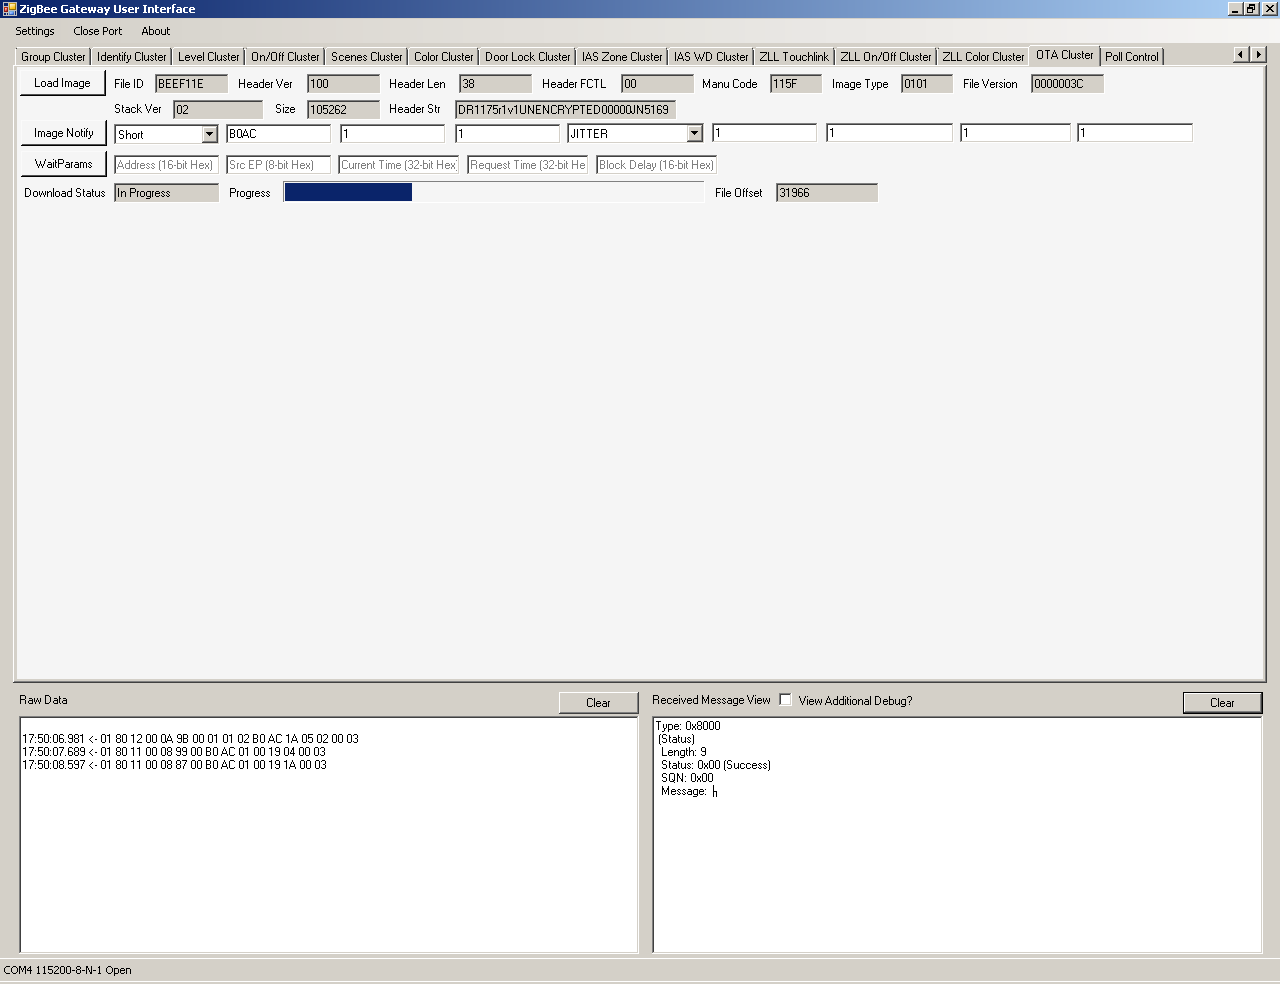 ZigBee Gateway User Interface
Settings Close Port About
Group Cluster Identify Cluster Level Cluster On/Off Cluster Scenes Cluster Color Cluster Door Lock Cluster IAS Zone Cluster IAS WD Cluster ZLL Touchlink ZLL On/Off Cluster ZLL Color Cluster OTA Cluster Poll Control
Load Image File ID BEEF11E Header Ver 100 Header Len 38 Header FCTL 00 Manu Code 115F Image Type 0101 File Version 0000003C
Stack Ver 02 Size 105262 Header Str DR1175r1v1UNENCRYPTED00000JN5169
Image Notify Short B0AC 1 1 JITTER 1 1 1 1
WaitParams Address (16-bit Hex) Src EP (8-bit Hex) Current Time (32-bit Hex) Request Time (32-bit He Block Delay (16-bit Hex)
Download Status In Progress Progress File Offset 31966
Raw Data Clear Received Message View View Additional Debug? Clear
17:50:06.981 <- 01 80 12 00 0A 9B 00 01 01 02 B0 AC 1A 05 02 00 03
17:50:07.689 <- 01 80 11 00 08 99 00 B0 AC 01 00 19 04 00 03
17:50:08.597 <- 01 80 11 00 08 87 00 B0 AC 01 00 19 1A 00 03
Type: 0x8000
(Status)
Length: 9
Status: 0x00 (Success)
SQN: 0x00
Message:
COM4 115200-8-N-1 Open